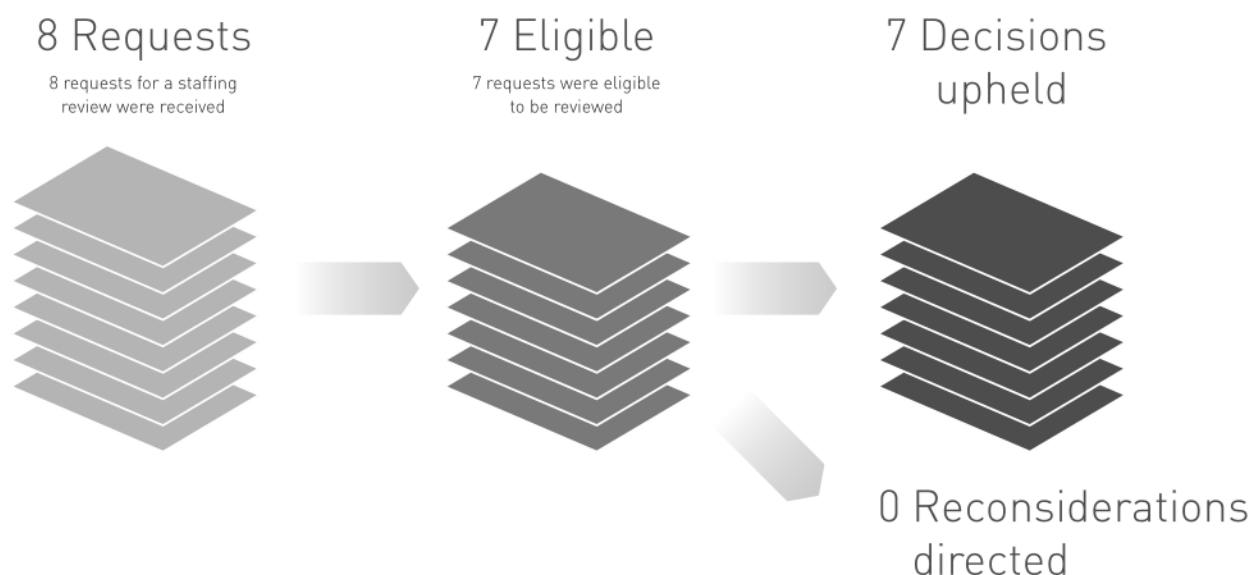 8 Requests
8 requests for a staffing
review were received
7 Eligible
7 requests were eligible
to be reviewed
7 Decisions
upheld
0 Reconsiderations
directed